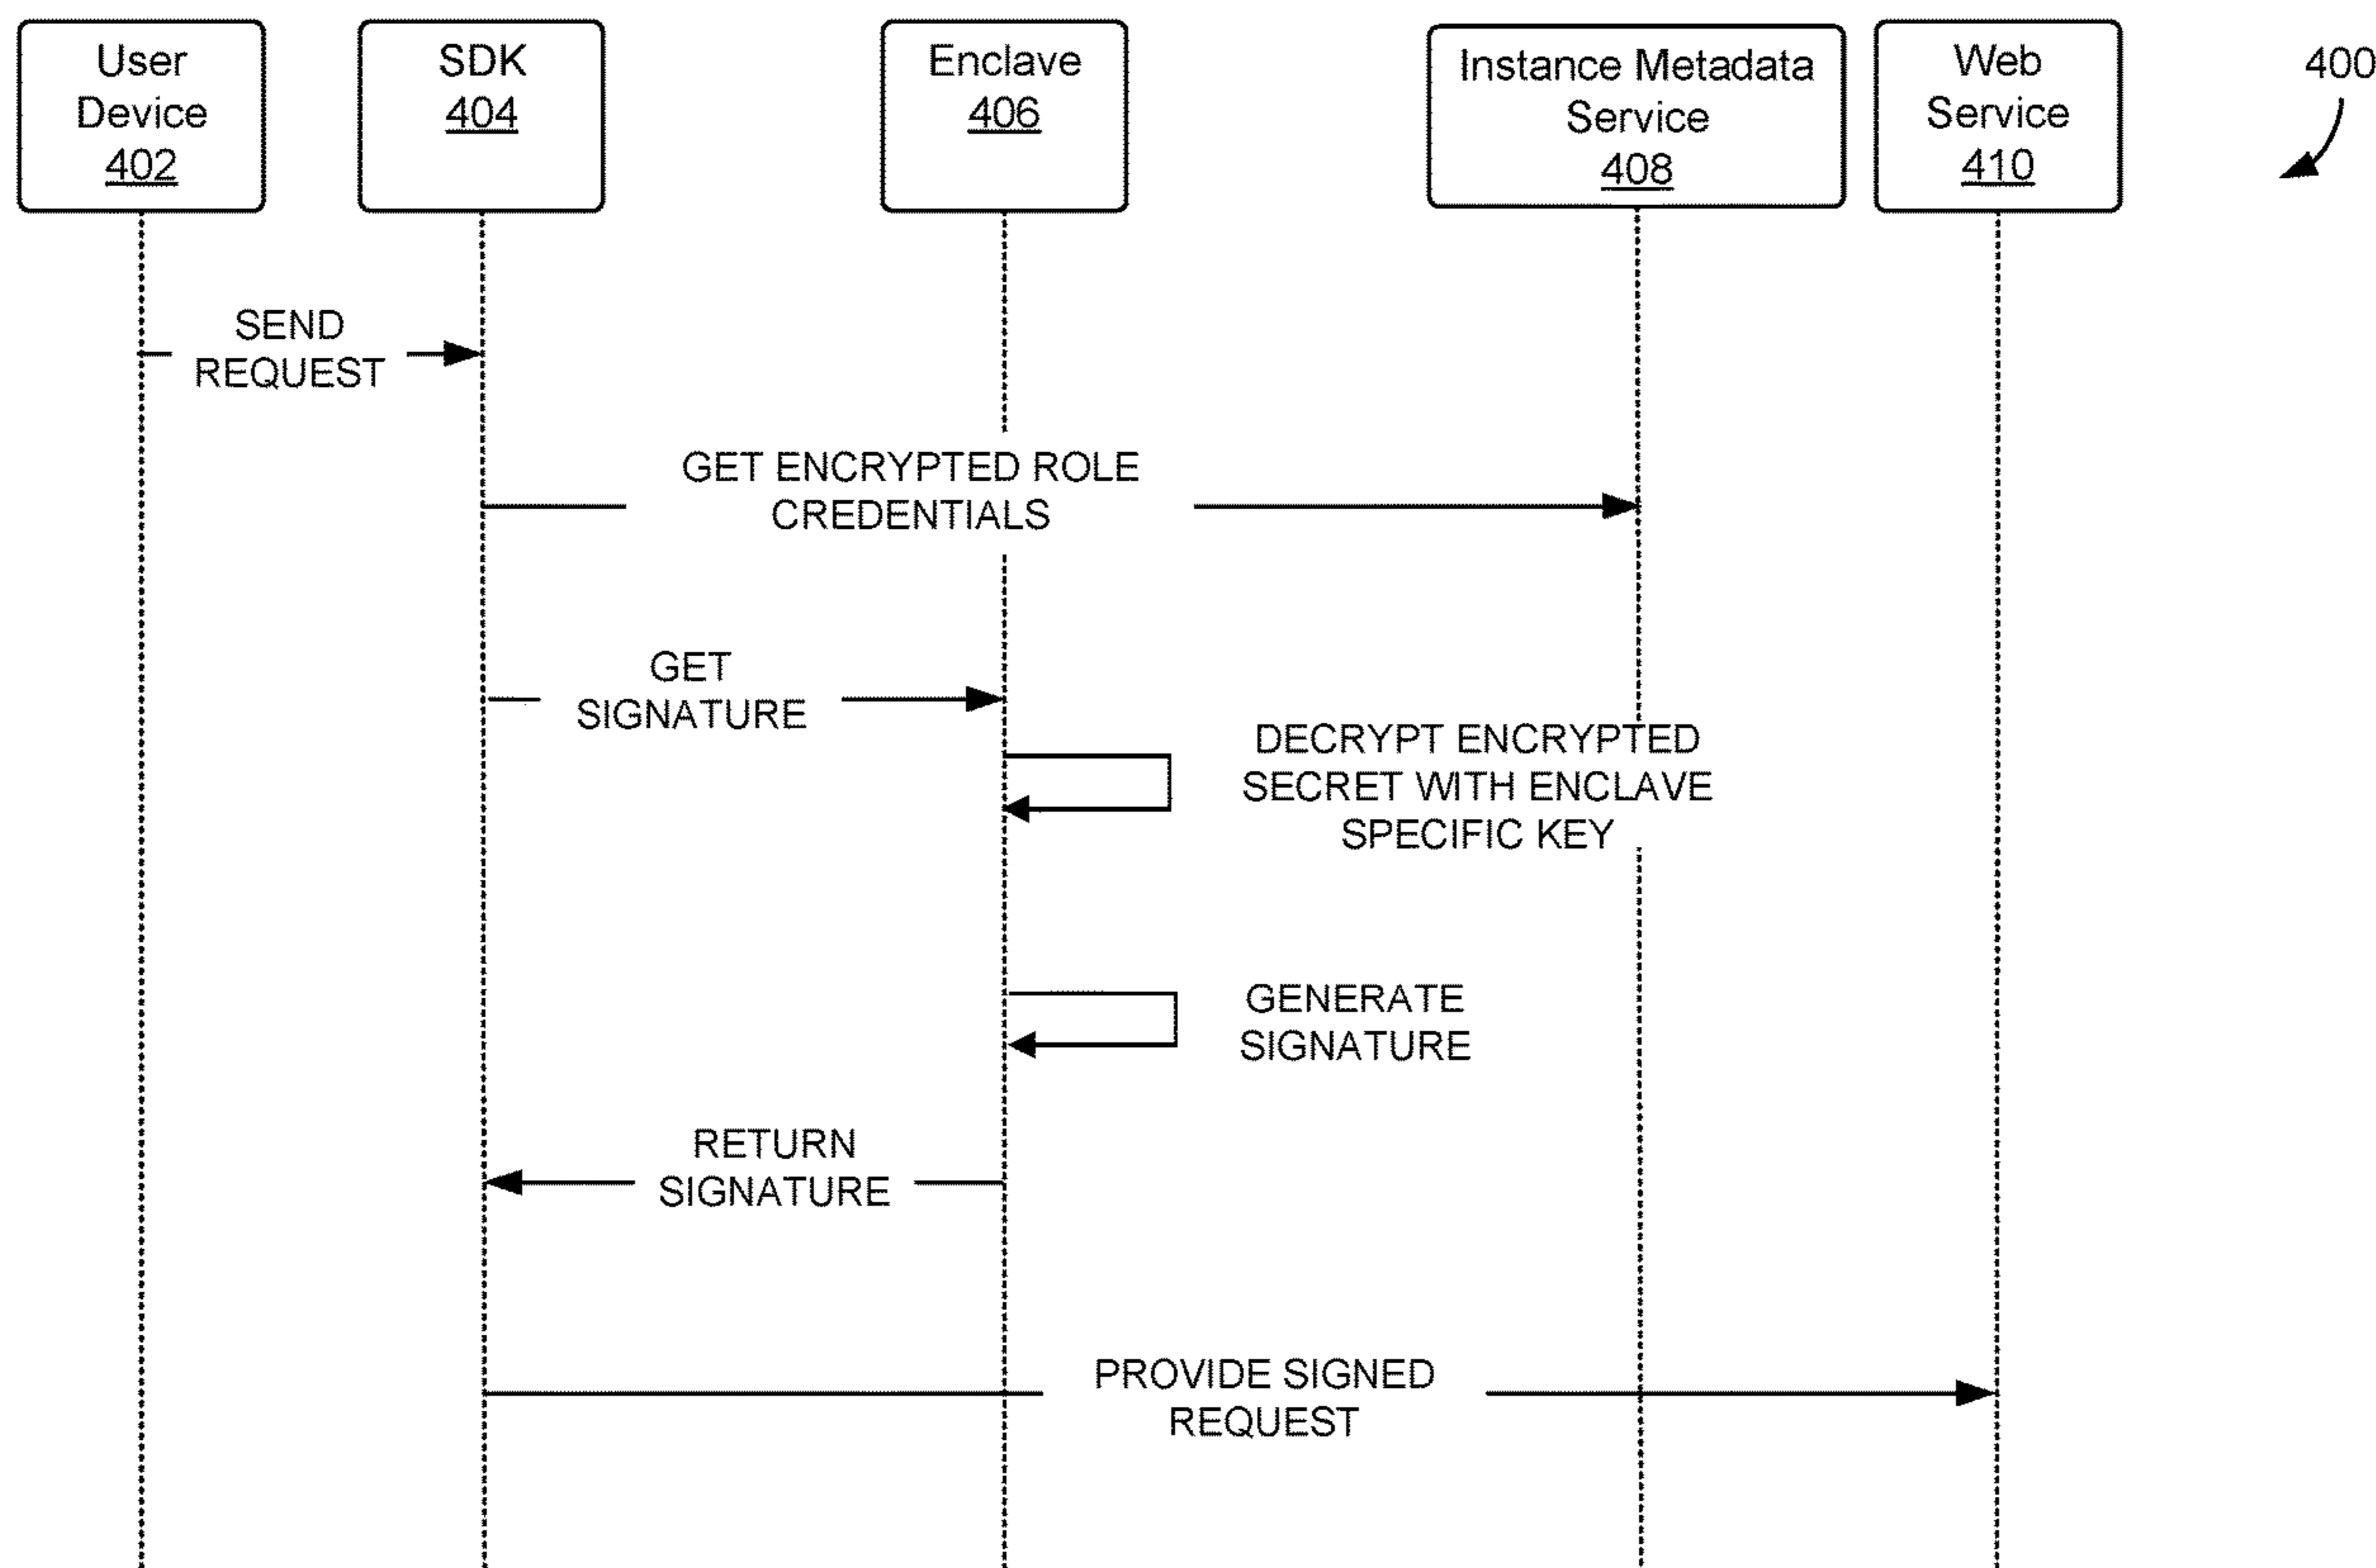 User
Device
402
SDK
404
Enclave
406
Instance Metadata
Service
408
Web
Service
410
400
SEND
REQUEST
GET ENCRYPTED ROLE
CREDENTIALS
GET
SIGNATURE
DECRYPT ENCRYPTED
SECRET WITH ENCLAVE
SPECIFIC KEY
GENERATE
SIGNATURE
RETURN
SIGNATURE
PROVIDE SIGNED
REQUEST